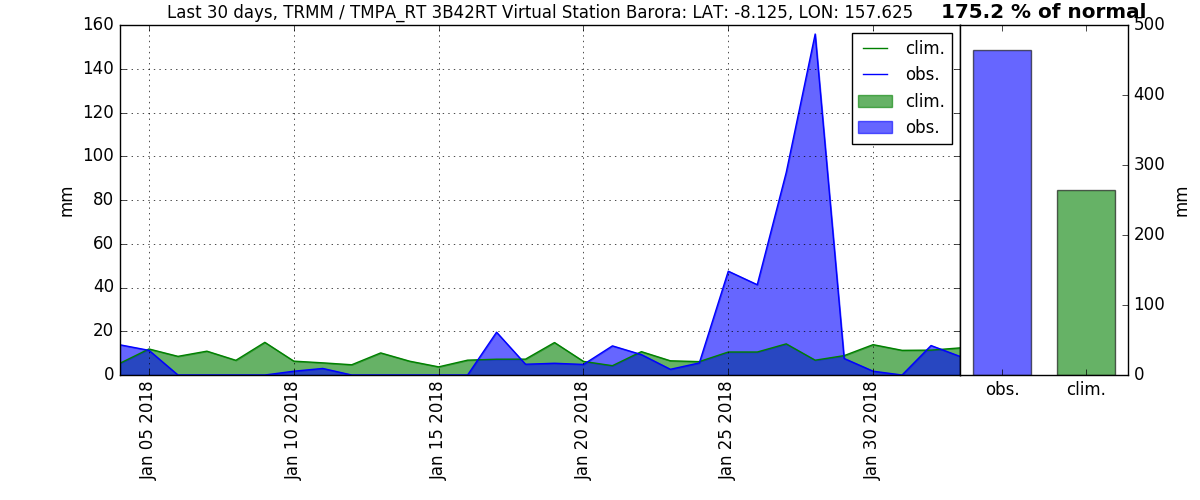 Last 30 days, TRMM / TMPA_RT 3B42RT Virtual Station Barora: LAT: -8.125, LON: 157.625
175.2 % of normal
160
140
120
100
80
60
40
20
0
mm
clim.
obs.
clim.
obs.
Jan 05 2018
Jan 10 2018
Jan 15 2018
Jan 20 2018
Jan 25 2018
Jan 30 2018
500
400
300
200
100
0
mm
obs.
clim.